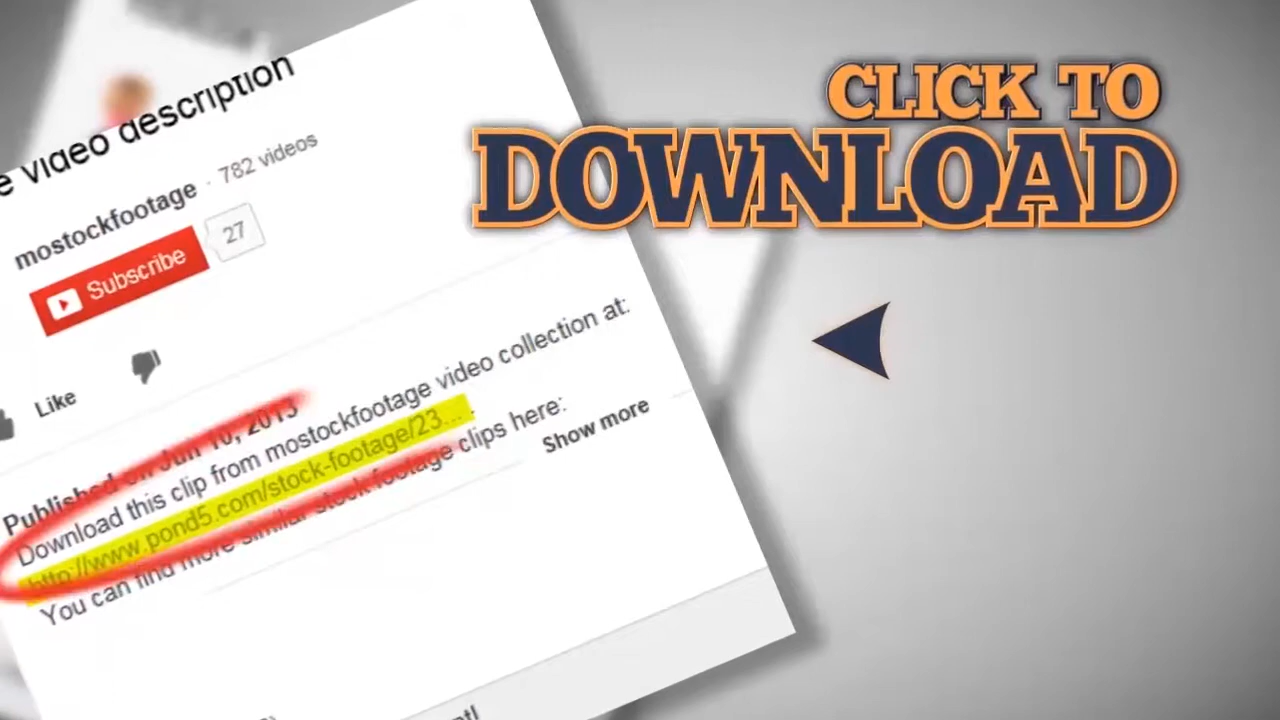 CLICK TO
DOWNLOAD
e video description
mostockfootage · 782 videos
Subscribe
27
Like
Published on Jun 10, 2013
Download this clip from mostockfootage video collection at:
http://www.pond5.com/stock-footage/23... .
You can find more similar stock footage clips here:
Show more